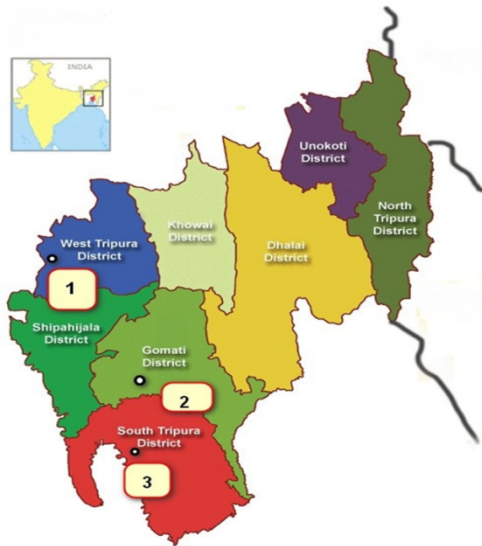 INDIA
Unokoti
District
North
Tripura
District
Khowai
District
Dhalai
District
West Tripura
District
1
Shipahijala
District
Gomati
District
2
South Tripura
District
3